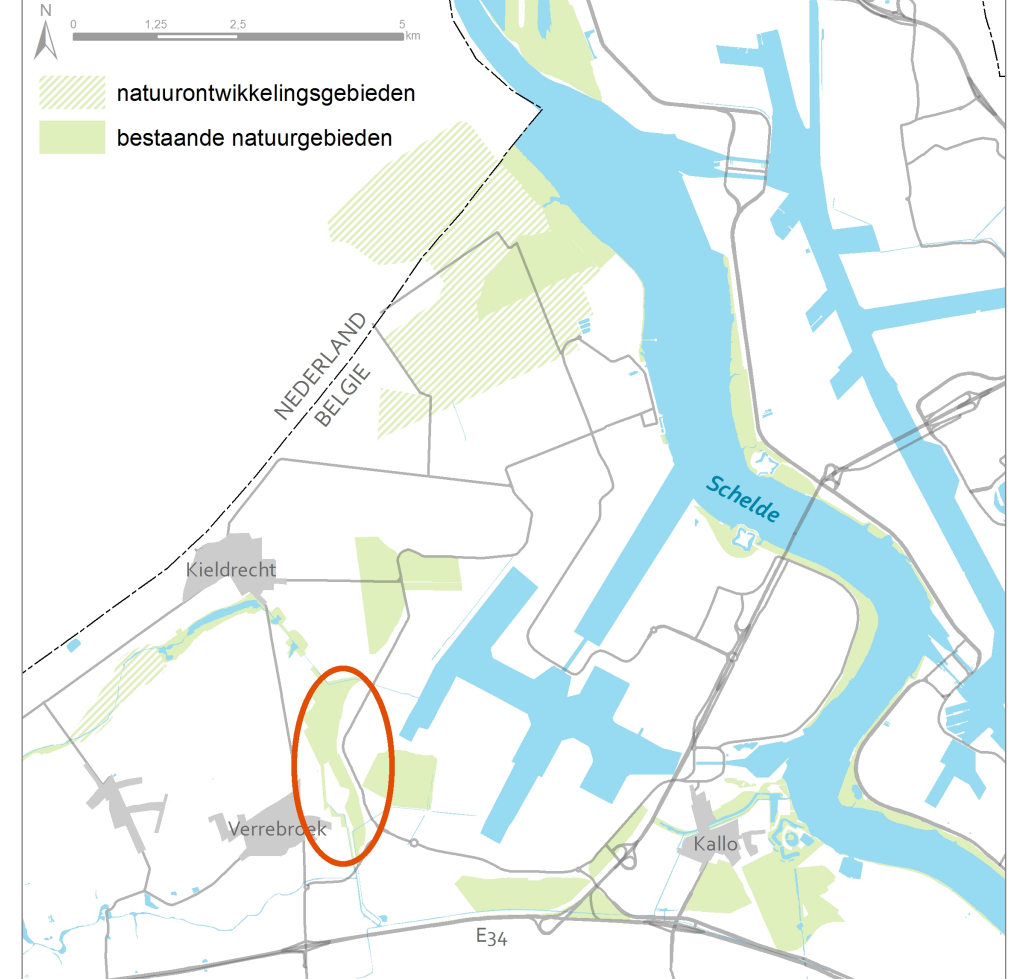 N
0 1,25 2,5 5
km
natuurontwikkelingsgebieden
bestaande natuurgebieden
NEDERLAND
BELGIE
Schelde
Kieldrecht
Verrebroek
Kallo
E34